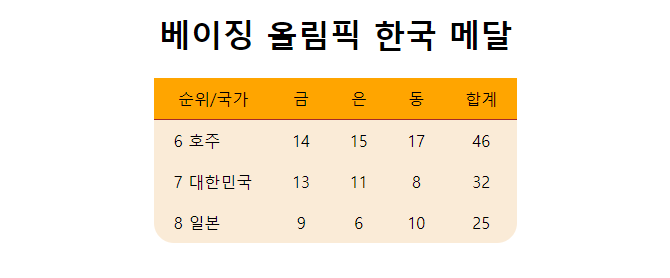 베이징 올림픽 한국 메달
순위/국가 금 은 동 합계
6 호주 14 15 17 46
7 대한민국 13 11 8 32
8 일본 9 6 10 25